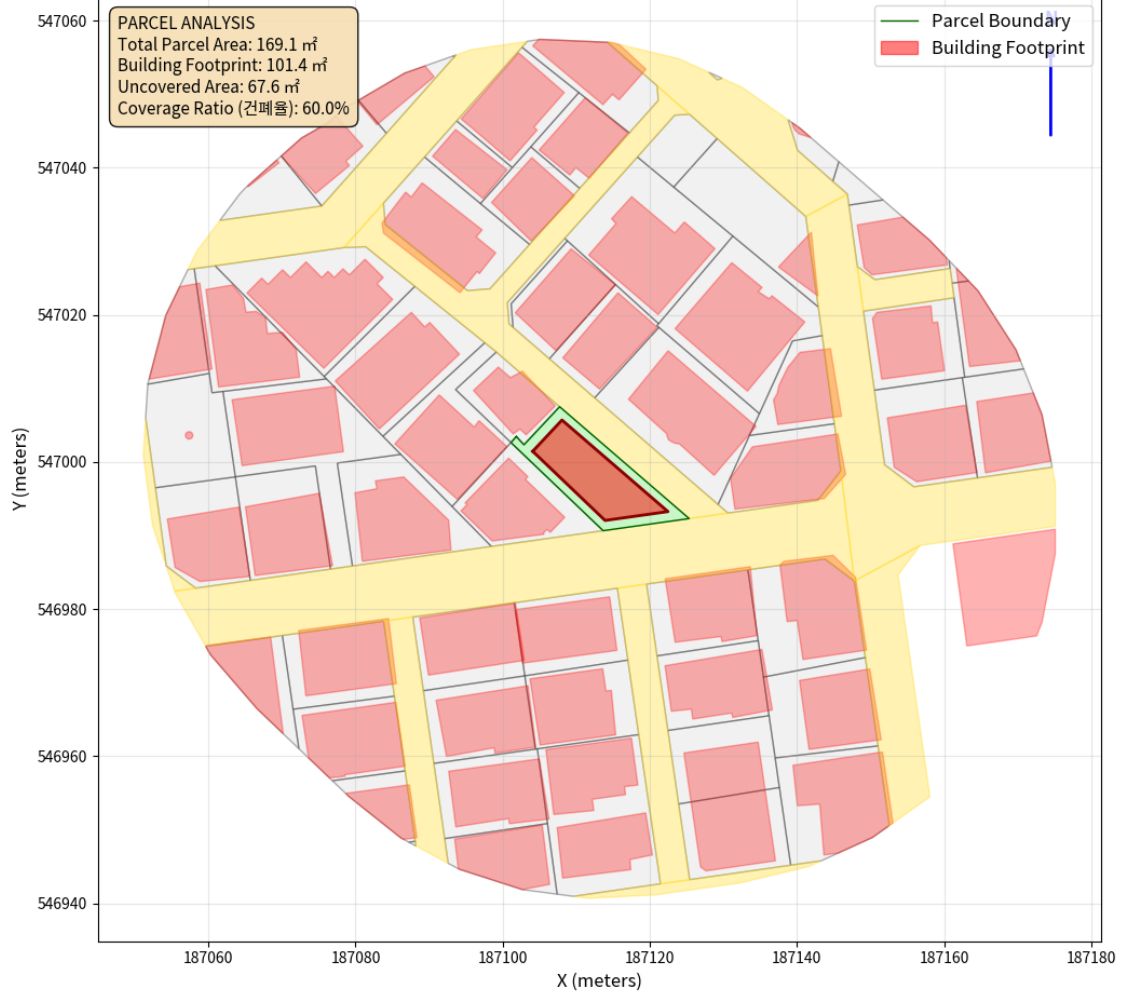 PARCEL ANALYSIS
Total Parcel Area: 169.1 ㎡
Building Footprint: 101.4 ㎡
Uncovered Area: 67.6 ㎡
Coverage Ratio (건폐율): 60.0%
Parcel Boundary
Building Footprint
N
547060
547040
547020
547000
546980
546960
546940
Y (meters)
187060
187080
187100
187120
187140
187160
187180
X (meters)